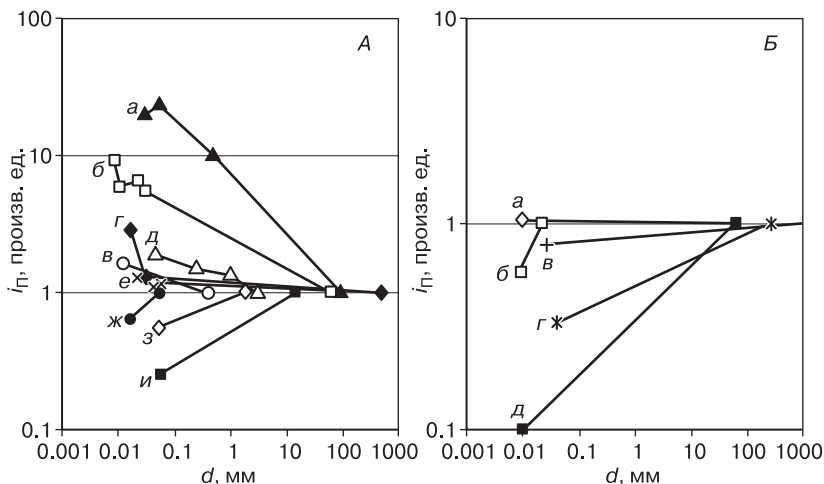 100
А
а
10
б
г
д
в
е
1
ж
з
и
0.1
0.001
0.01
0.1
1
10
100
1000
d, мм
iП, произв. ед.
10
Б
а
1
б
в
г
д
0.1
0.001
0.01
0.1
1
10
100
1000
d, мм
iП, произв. ед.